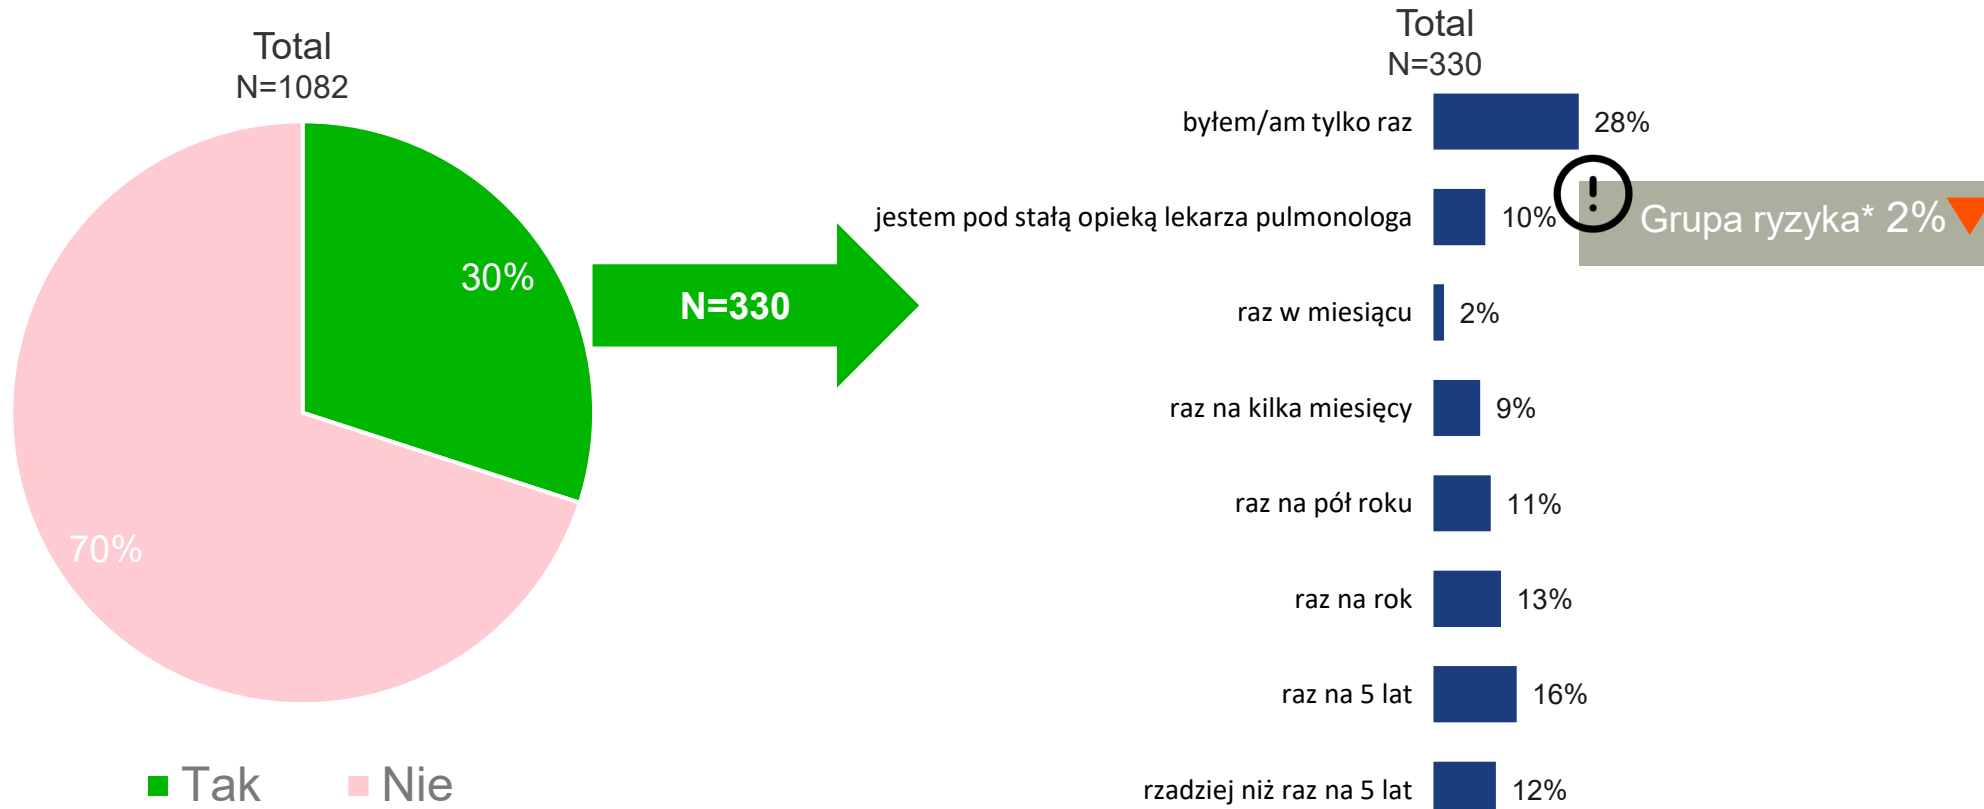 Total
N=1082
30%
70%
Tak
Nie
N=330
Total
N=330
byłem/am tylko raz 28%
jestem pod stałą opieką lekarza pulmonologa 10%
! Grupa ryzyka* 2%
raz w miesiącu 2%
raz na kilka miesięcy 9%
raz na pół roku 11%
raz na rok 13%
raz na 5 lat 16%
rzadziej niż raz na 5 lat 12%